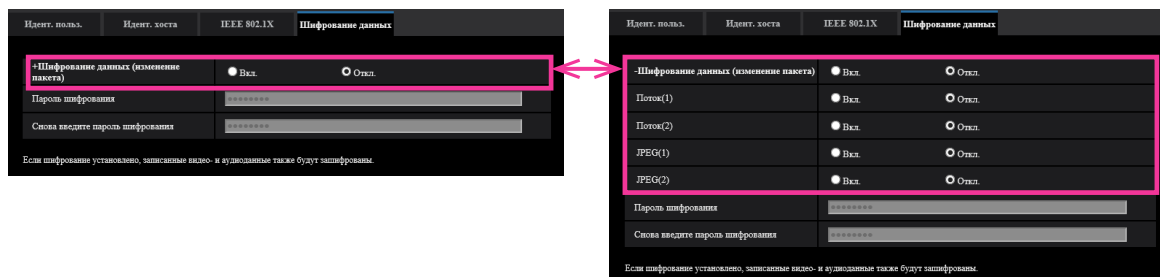 Идент. польз.
Идент. хоста
IEEE 802.1X
Шифрование данных
+Шифрование данных (изменение
пакета)
Вкл.
Откл.
Пароль шифрования
Снова введите пароль шифрования
Если шифрование установлено, записанные видео- и аудиоданные также будут зашифрованы.
Идент. польз.
Идент. хоста
IEEE 802.1X
Шифрование данных
-Шифрование данных (изменение пакета)
Вкл.
Откл.
Поток(1)
Вкл.
Откл.
Поток(2)
Вкл.
Откл.
JPEG(1)
Вкл.
Откл.
JPEG(2)
Вкл.
Откл.
Пароль шифрования
Снова введите пароль шифрования
Если шифрование установлено, записанные видео- и аудиоданные также будут зашифрованы.